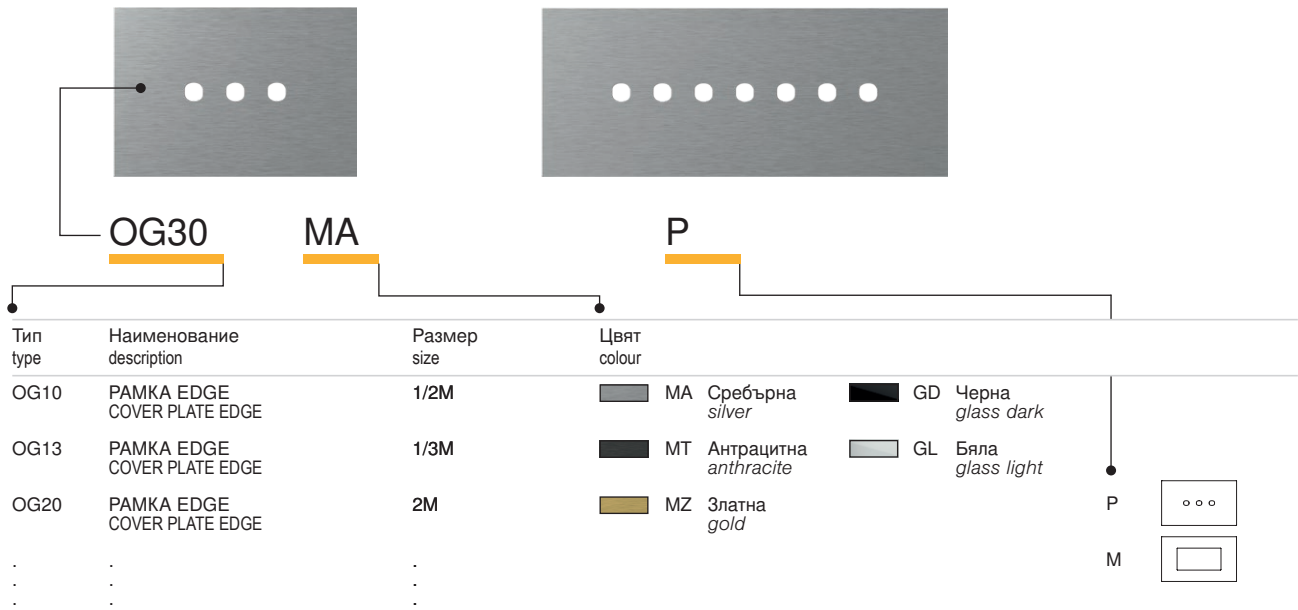 OG30 MA P
Тип Наименование Размер Цвят
type description size colour
OG10 РАМКА EDGE 1/2M MA Сребърна GD Черна
COVER PLATE EDGE silver glass dark
OG13 РАМКА EDGE 1/3M MT Антрацитна GL Бяла
COVER PLATE EDGE anthracite glass light
OG20 РАМКА EDGE 2M MZ Златна P
COVER PLATE EDGE gold
M
. . .
. . .
. . .